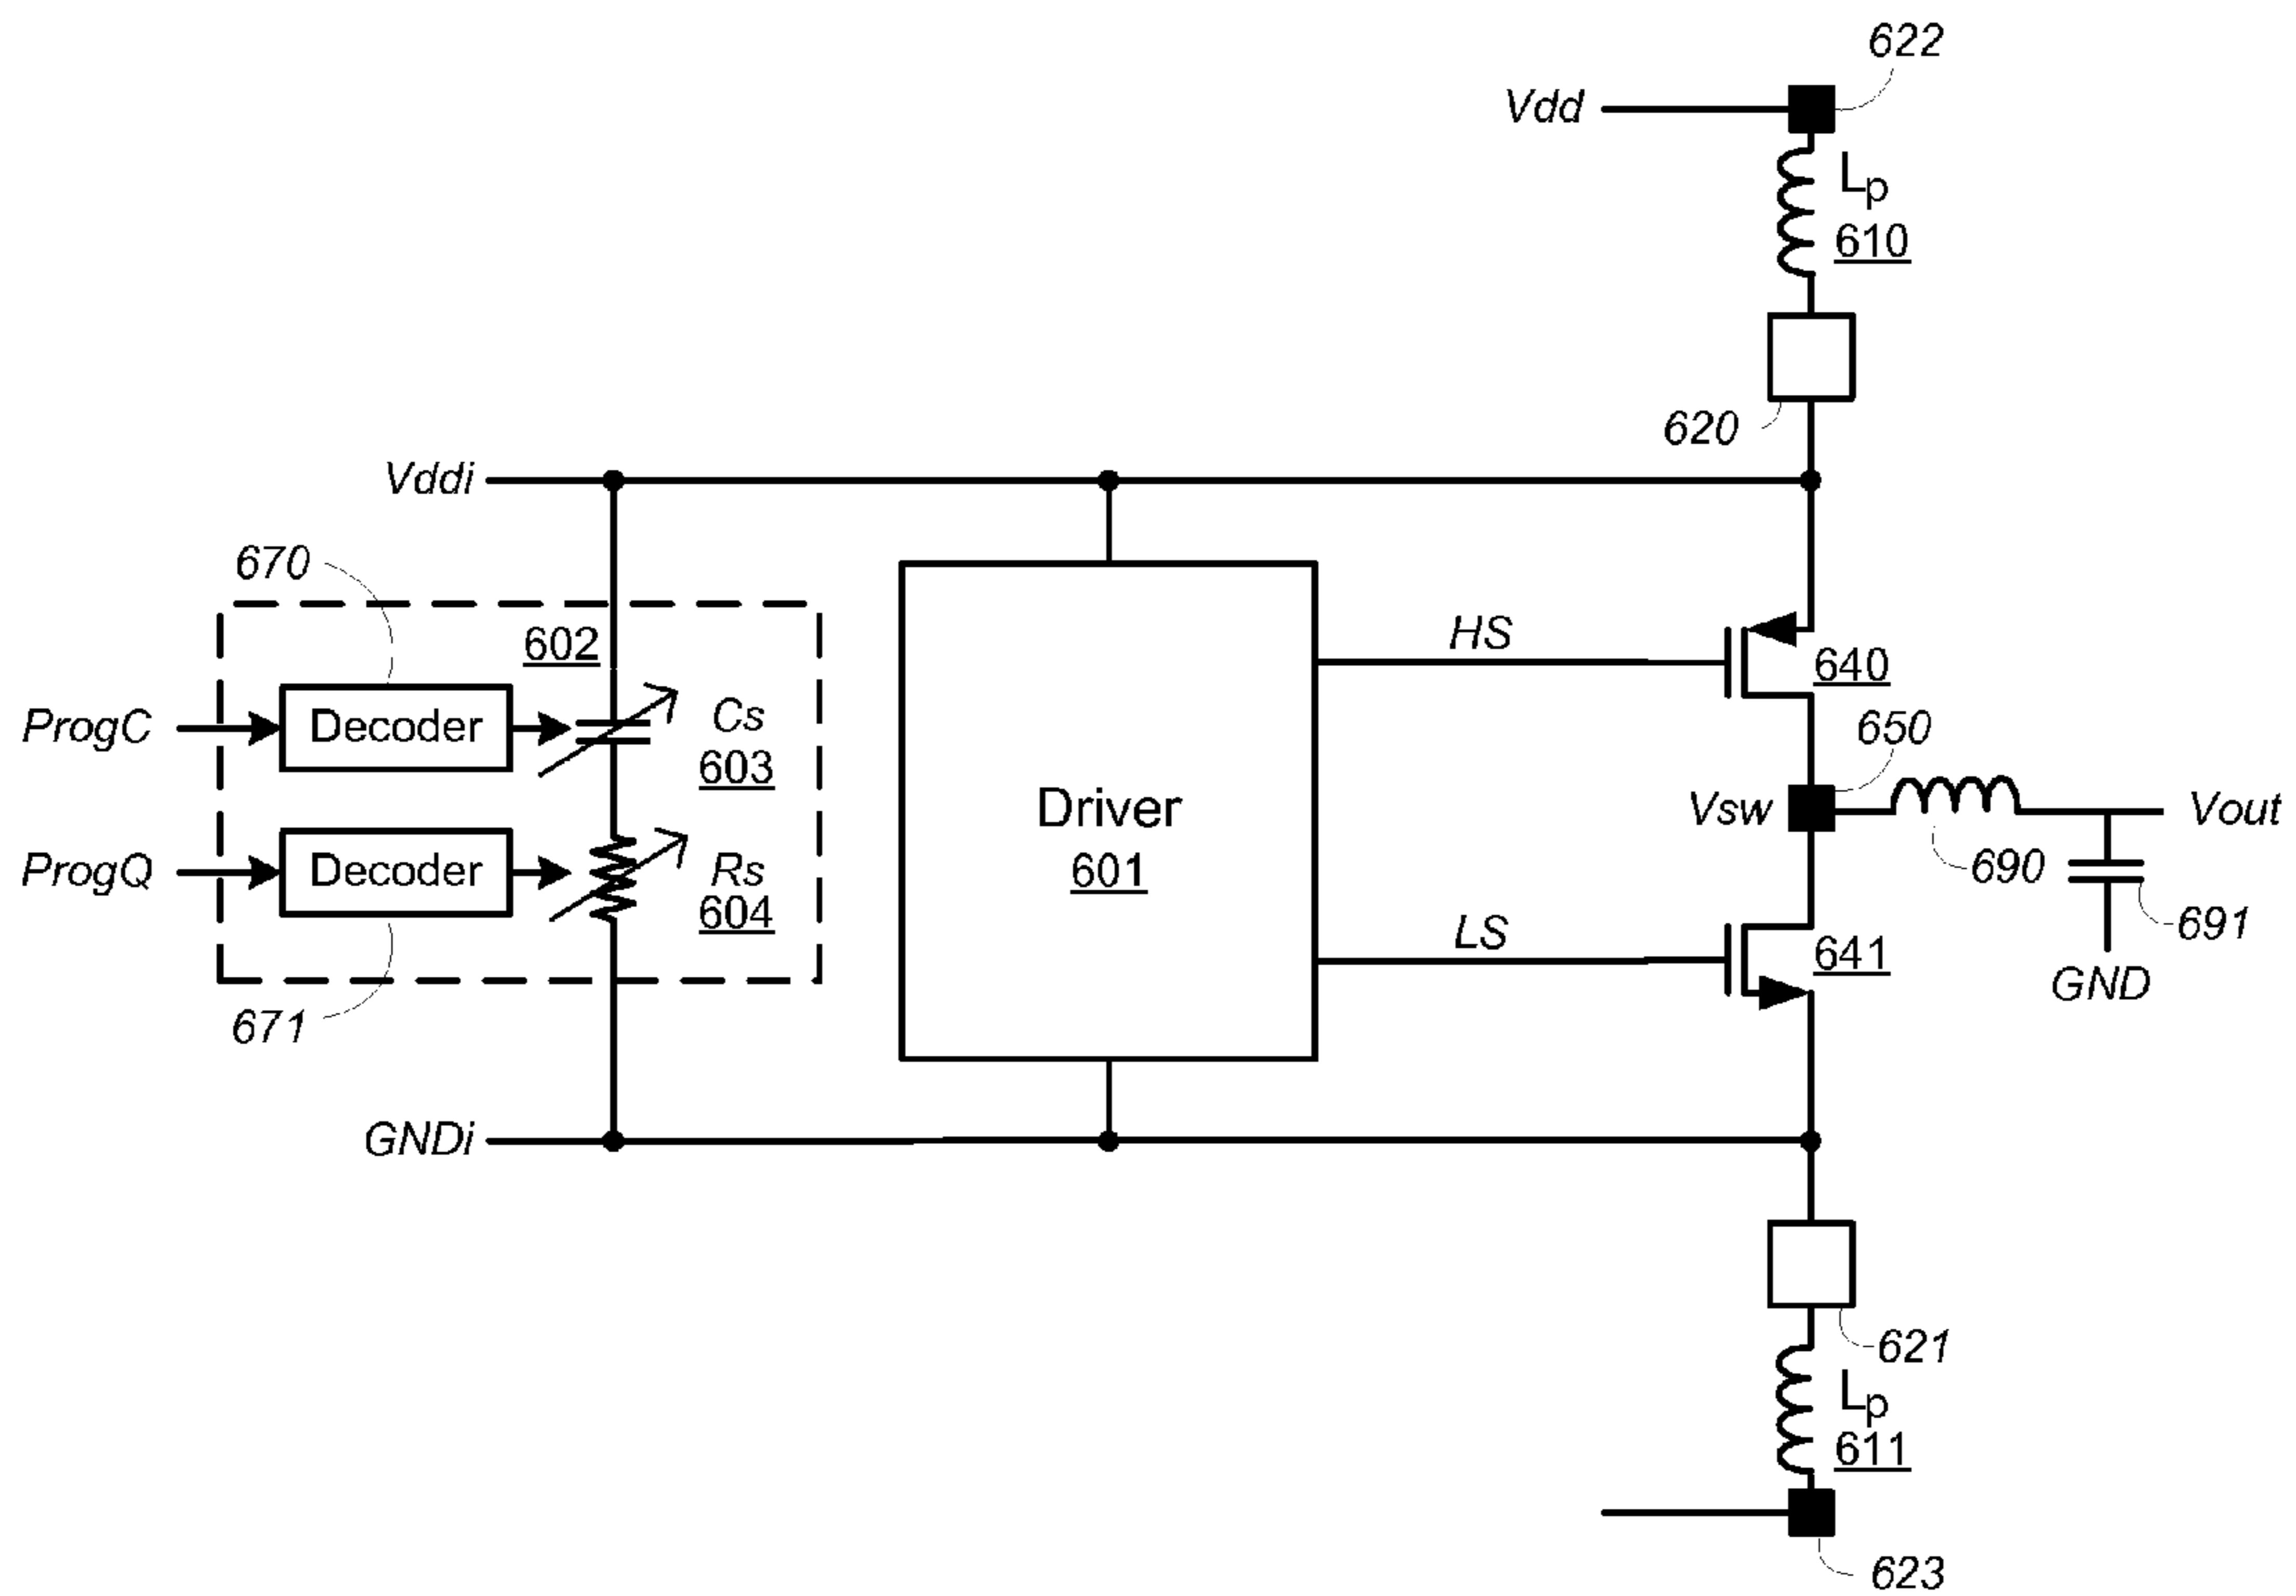 622
Vdd
Lp
610
620
Vddi
670
602
HS
640
ProgC
Decoder
Cs
603
650
Driver
601
Vsw
Vout
690
ProgQ
Decoder
Rs
604
691
LS
641
GND
671
GNDi
621
Lp
611
623